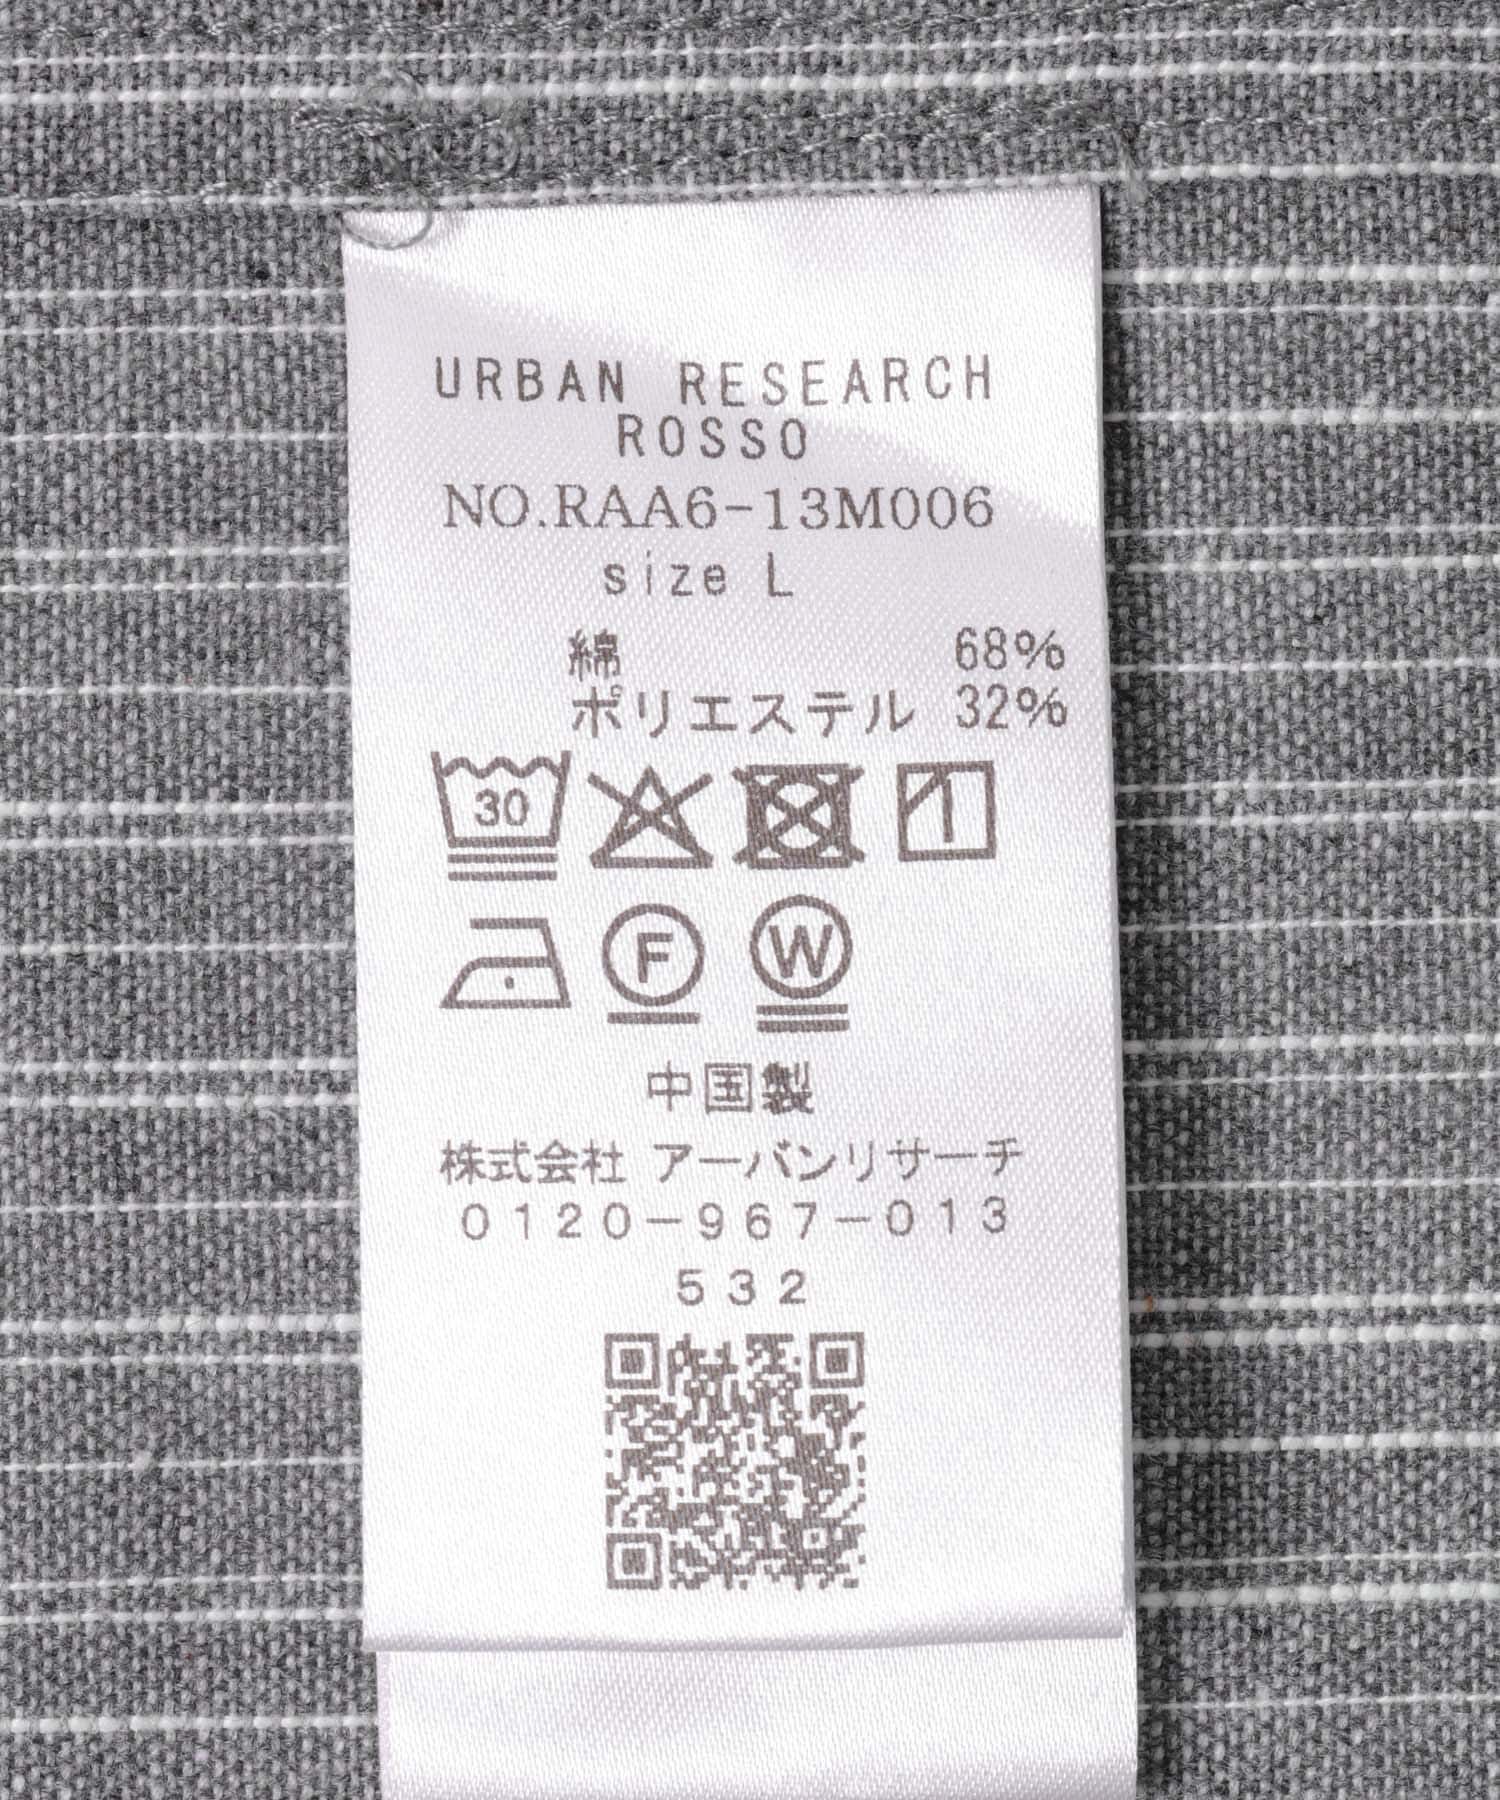 URBAN RESEARCH
ROSSO
NO.RAA6-13M006
size L
綿 68%
ポリエステル 32%
30
F W
中国製
株式会社 アーバンリサーチ
0120-967-013
532